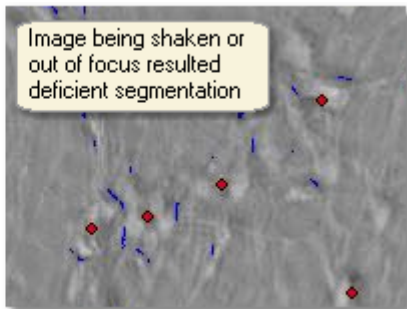 Image being shaken or
out of focus resulted
deficient segmentation